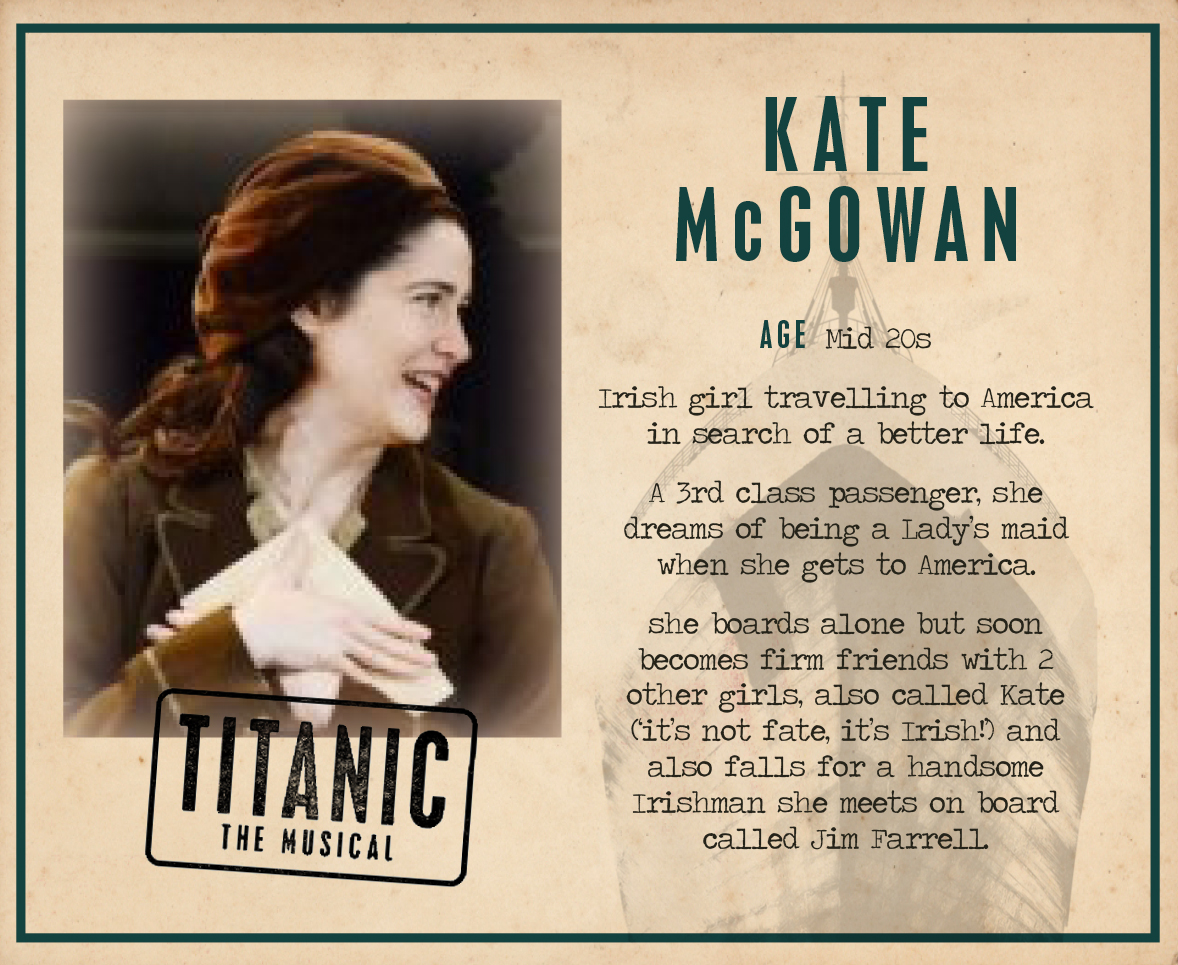 KATE
McGOWAN
AGE Mid 20s
Irish girl travelling to America
in search of a better life.
A 3rd class passenger, she
dreams of being a Lady's maid
when she gets to America.
she boards alone but soon
becomes firm friends with 2
other girls, also called Kate
('it's not fate, it's Irish!') and
also falls for a handsome
Irishman she meets on board
called Jim Farrell.
TITANIC
THE MUSICAL